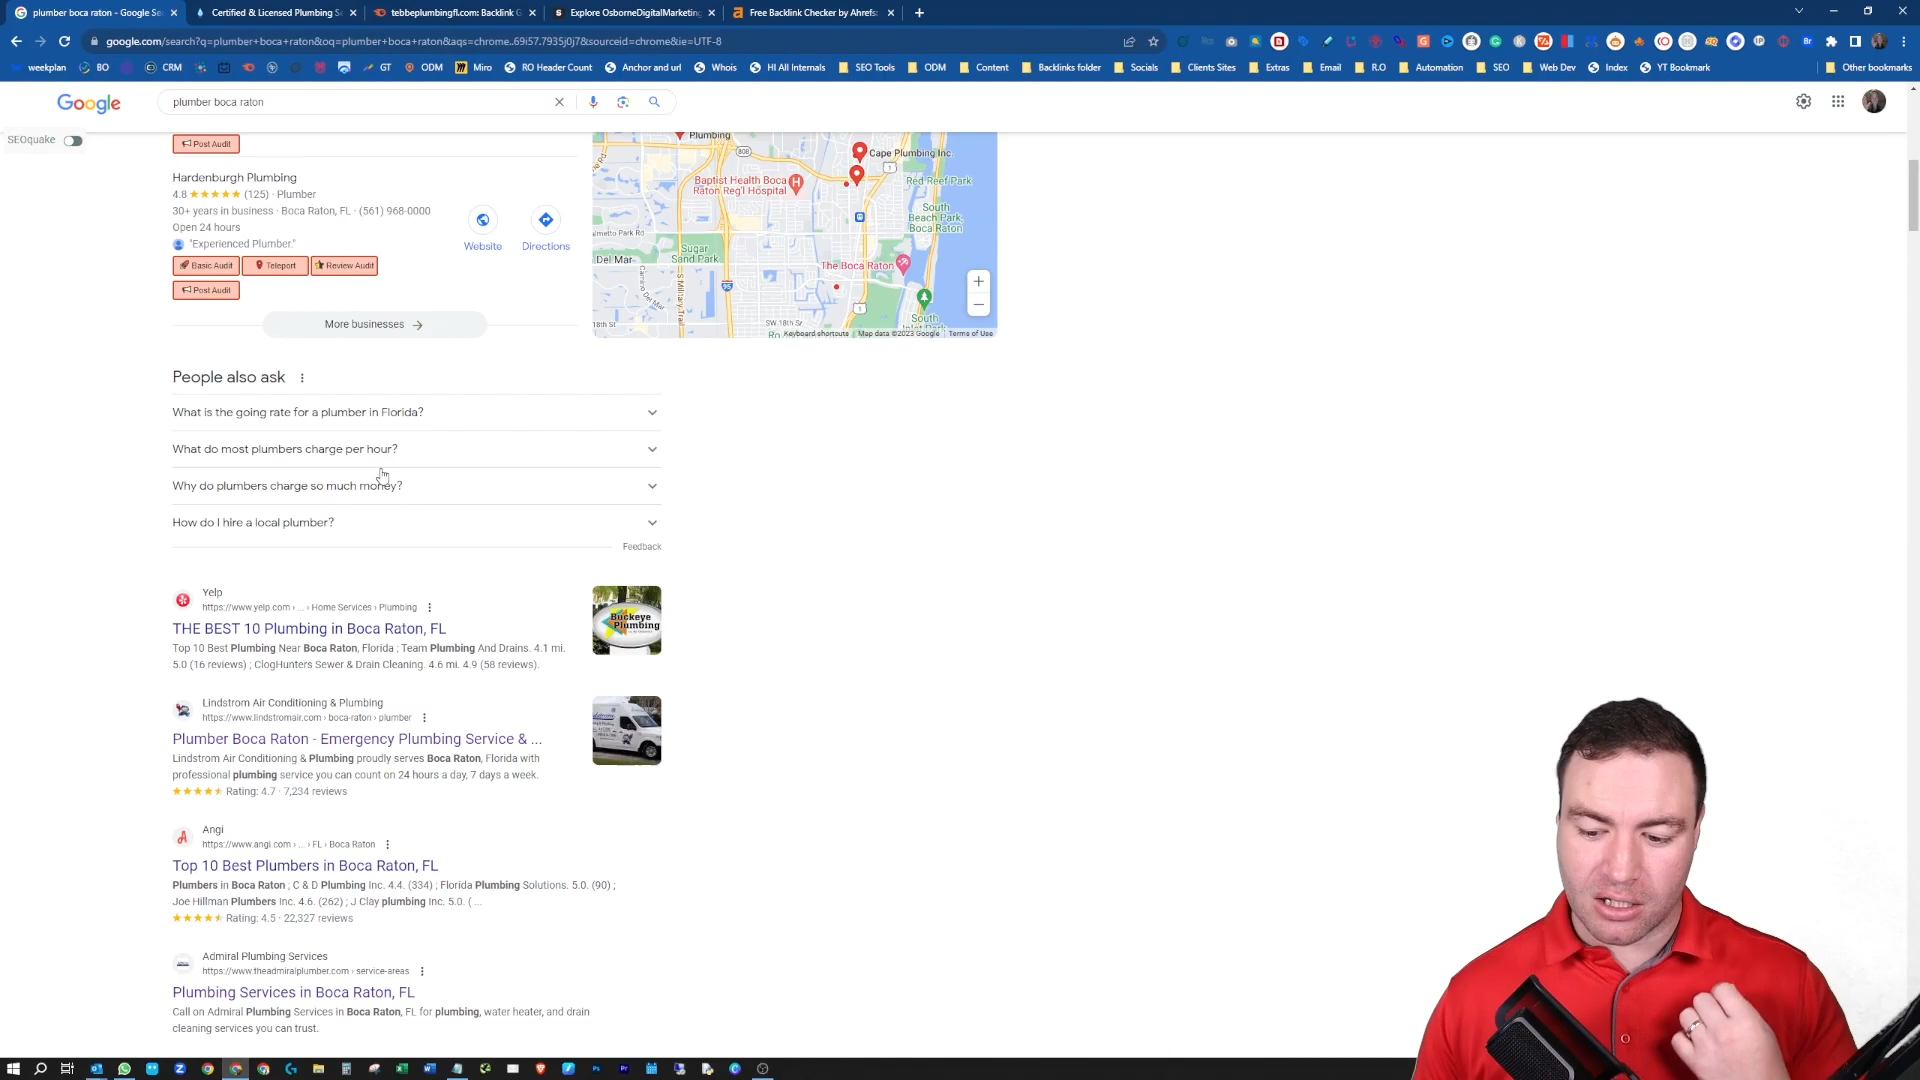 plumber boca raton - Google Se
Certified & Licensed Plumbing S
tebbeplumbingfl.com: Backlink G
Explore OsborneDigitalMarketing
Free Backlink Checker by Ahrefs:
google.com/search?q=plumber+boca+raton&oq=plumber+boca+raton&aqs=chrome..69i57.7935j0j7&sourceid=chrome&ie=UTF-8
weekplan
BO
CRM
GT
ODM
Miro
RO Header Count
Anchor and url
Whois
HI All Internals
SEO Tools
ODM
Content
Backlinks folder
Socials
Clients Sites
Extras
Email
R.O
Automation
SEO
Web Dev
Index
YT Bookmark
Other bookmarks
Google
plumber boca raton
SEOquake
Post Audit
Hardenburgh Plumbing
4.8 ★★★★★ (125) · Plumber
30+ years in business · Boca Raton, FL · (561) 968-0000
Open 24 hours
"Experienced Plumber."
Website
Directions
Basic Audit
Teleport
Review Audit
Post Audit
More businesses →
Plumbing
808
Cape Plumbing Inc.
1
Baptist Health Boca
Raton Reg'l Hospital
H
Red Reef Park
South
Beach Park
Boca Raton,
almetto Park Rd
Sugar
Sand Park
Del Mar
The Boca Raton
S Military Trail
95
1
South
Inlet Park
18th St
SW 18th St
Keyboard shortcuts
Map data ©2023 Google
Terms of Use
People also ask
What is the going rate for a plumber in Florida?
What do most plumbers charge per hour?
Why do plumbers charge so much money?
How do I hire a local plumber?
Feedback
Yelp
https://www.yelp.com › ... › Home Services › Plumbing
THE BEST 10 Plumbing in Boca Raton, FL
Top 10 Best Plumbing Near Boca Raton, Florida ; Team Plumbing And Drains. 4.1 mi.
5.0 (16 reviews) ; ClogHunters Sewer & Drain Cleaning. 4.6 mi. 4.9 (58 reviews).
Buckeye
Plumbing
Lindstrom Air Conditioning & Plumbing
https://www.lindstromair.com › boca-raton › plumber
Plumber Boca Raton - Emergency Plumbing Service & ...
Lindstrom Air Conditioning & Plumbing proudly serves Boca Raton, Florida with
professional plumbing service you can count on 24 hours a day, 7 days a week.
Rating: 4.7 · 7,234 reviews
Angi
https://www.angi.com › ... › FL › Boca Raton
Top 10 Best Plumbers in Boca Raton, FL
Plumbers in Boca Raton ; C & D Plumbing Inc. 4.4. (334) ; Florida Plumbing Solutions. 5.0. (90) ;
Joe Hillman Plumbers Inc. 4.6. (262) ; J Clay plumbing Inc. 5.0. ( ...
Rating: 4.5 · 22,327 reviews
Admiral Plumbing Services
https://www.theadmiralplumber.com › service-areas
Plumbing Services in Boca Raton, FL
Call on Admiral Plumbing Services in Boca Raton, FL for plumbing, water heater, and drain
cleaning services you can trust.